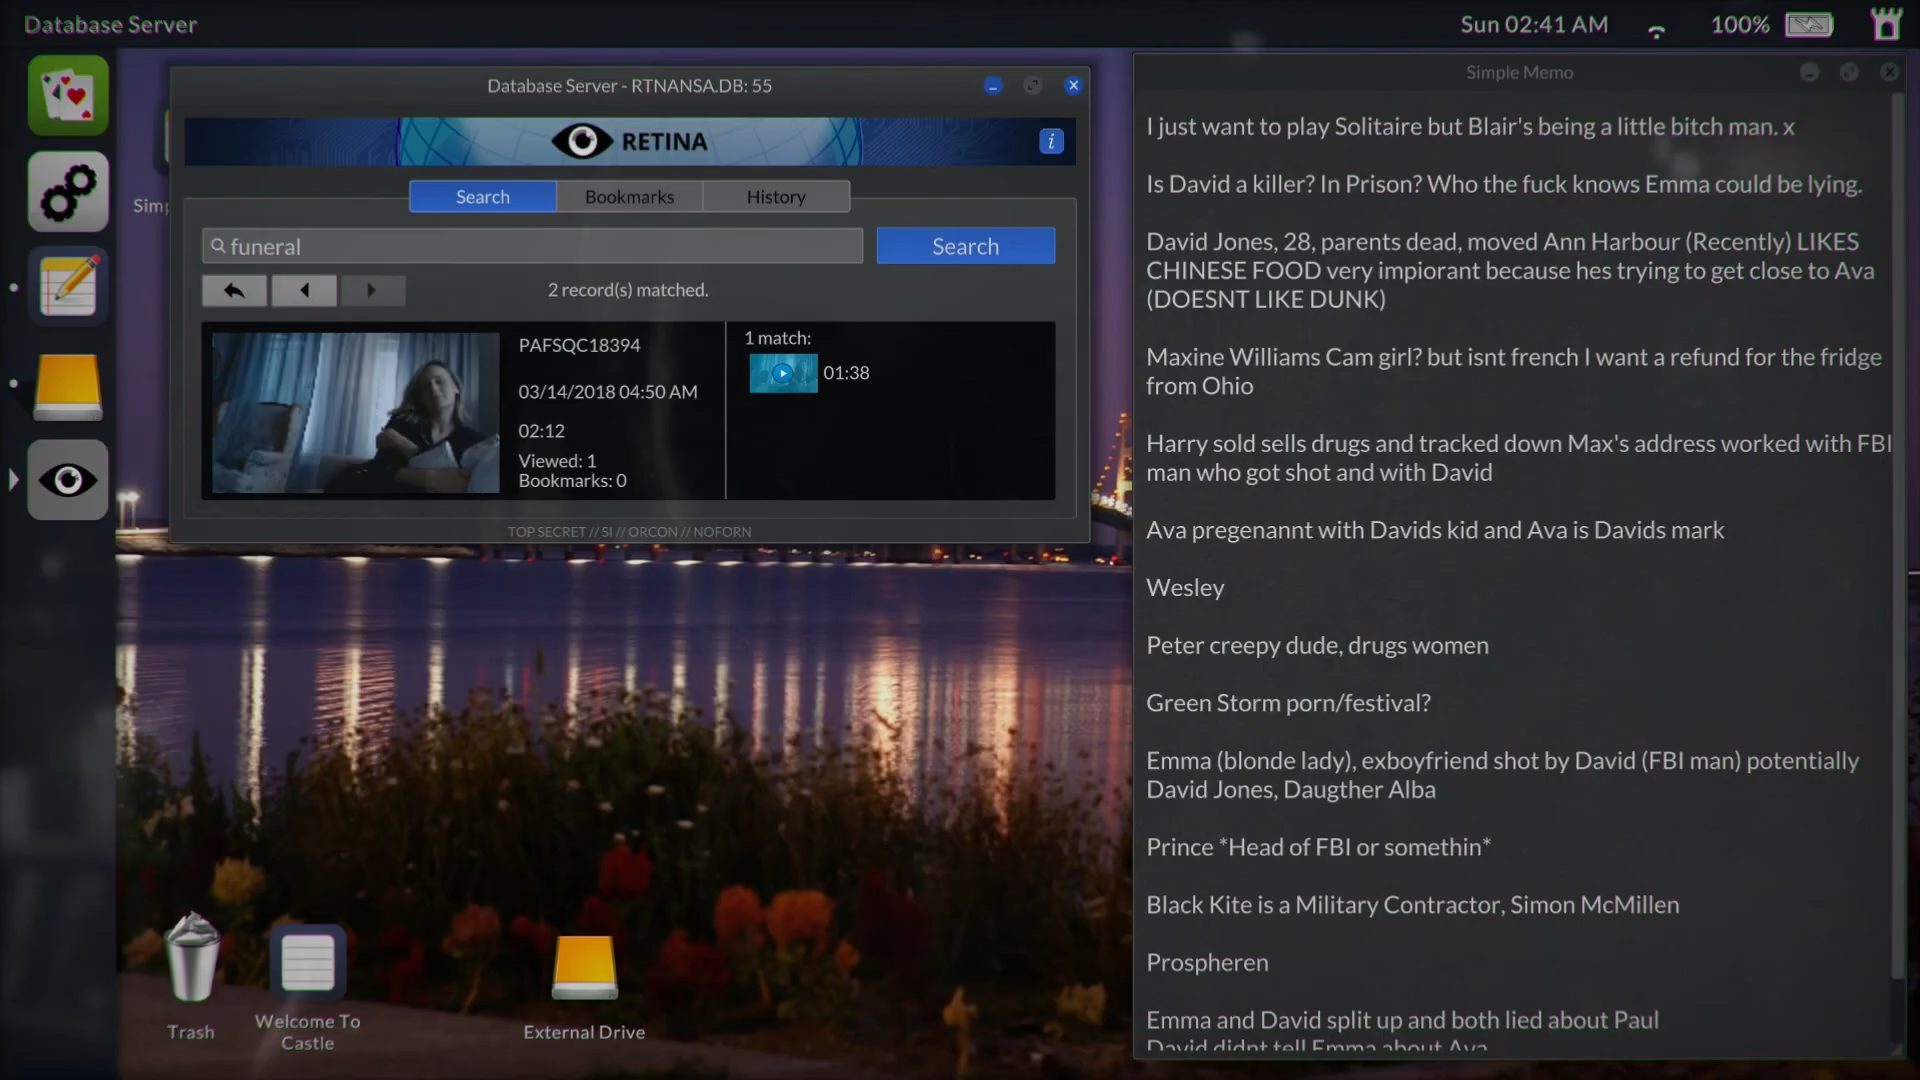 Database Server
Sun 02:41 AM
100%
Database Server - RTNANSA.DB: 55
RETINA
i
Search
Bookmarks
History
funeral
Search
2 record(s) matched.
PAFSQC18394
03/14/2018 04:50 AM
02:12
Viewed: 1
Bookmarks: 0
1 match:
01:38
TOP SECRET // SI // ORCON // NOFORN
Simp
Trash
Welcome To
Castle
External Drive
Simple Memo
I just want to play Solitaire but Blair's being a little bitch man. x
Is David a killer? In Prison? Who the fuck knows Emma could be lying.
David Jones, 28, parents dead, moved Ann Harbour (Recently) LIKES
CHINESE FOOD very impiorant because hes trying to get close to Ava
(DOESNT LIKE DUNK)
Maxine Williams Cam girl? but isnt french I want a refund for the fridge
from Ohio
Harry sold sells drugs and tracked down Max's address worked with FBI
man who got shot and with David
Ava pregenannt with Davids kid and Ava is Davids mark
Wesley
Peter creepy dude, drugs women
Green Storm porn/festival?
Emma (blonde lady), exboyfriend shot by David (FBI man) potentially
David Jones, Daugther Alba
Prince *Head of FBI or somethin*
Black Kite is a Military Contractor, Simon McMillen
Prospheren
Emma and David split up and both lied about Paul
David didnt tell Emma about Ava